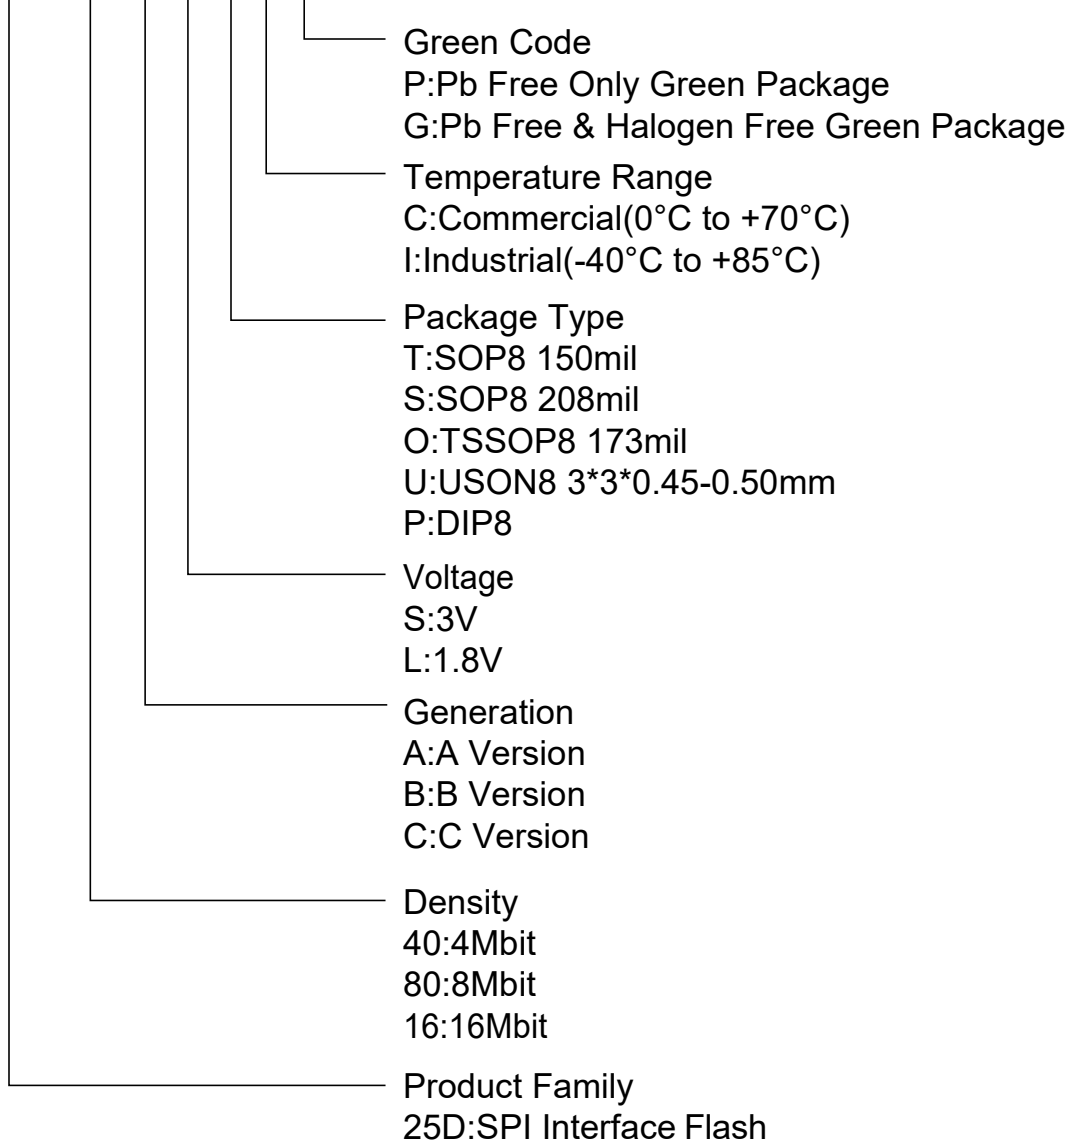 Green Code
P:Pb Free Only Green Package
G:Pb Free & Halogen Free Green Package
Temperature Range
C:Commercial(0°C to +70°C)
I:Industrial(-40°C to +85°C)
Package Type
T:SOP8 150mil
S:SOP8 208mil
O:TSSOP8 173mil
U:USON8 3*3*0.45-0.50mm
P:DIP8
Voltage
S:3V
L:1.8V
Generation
A:A Version
B:B Version
C:C Version
Density
40:4Mbit
80:8Mbit
16:16Mbit
Product Family
25D:SPI Interface Flash